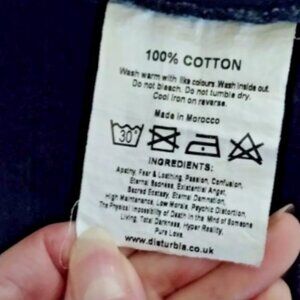 100% COTTON
Wash warm with like colours. Wash inside out.
Do not bleach. Do not tumble dry.
Cool iron on reverse.
Made in Morocco
30°
INGREDIENTS:
Apathy, Fear & Loathing, Passion, Confusion,
Eternal Sadness, Existential Angst,
Sacred Ecstasy, Eternal Damnation,
High Maintenance, Low Morals, Psychic Distortion,
The Physical Impossibility of Death in the Mind of Someone
Living, Total Darkness, Hyper Reality,
Pure Love.
www.disturbia.co.uk